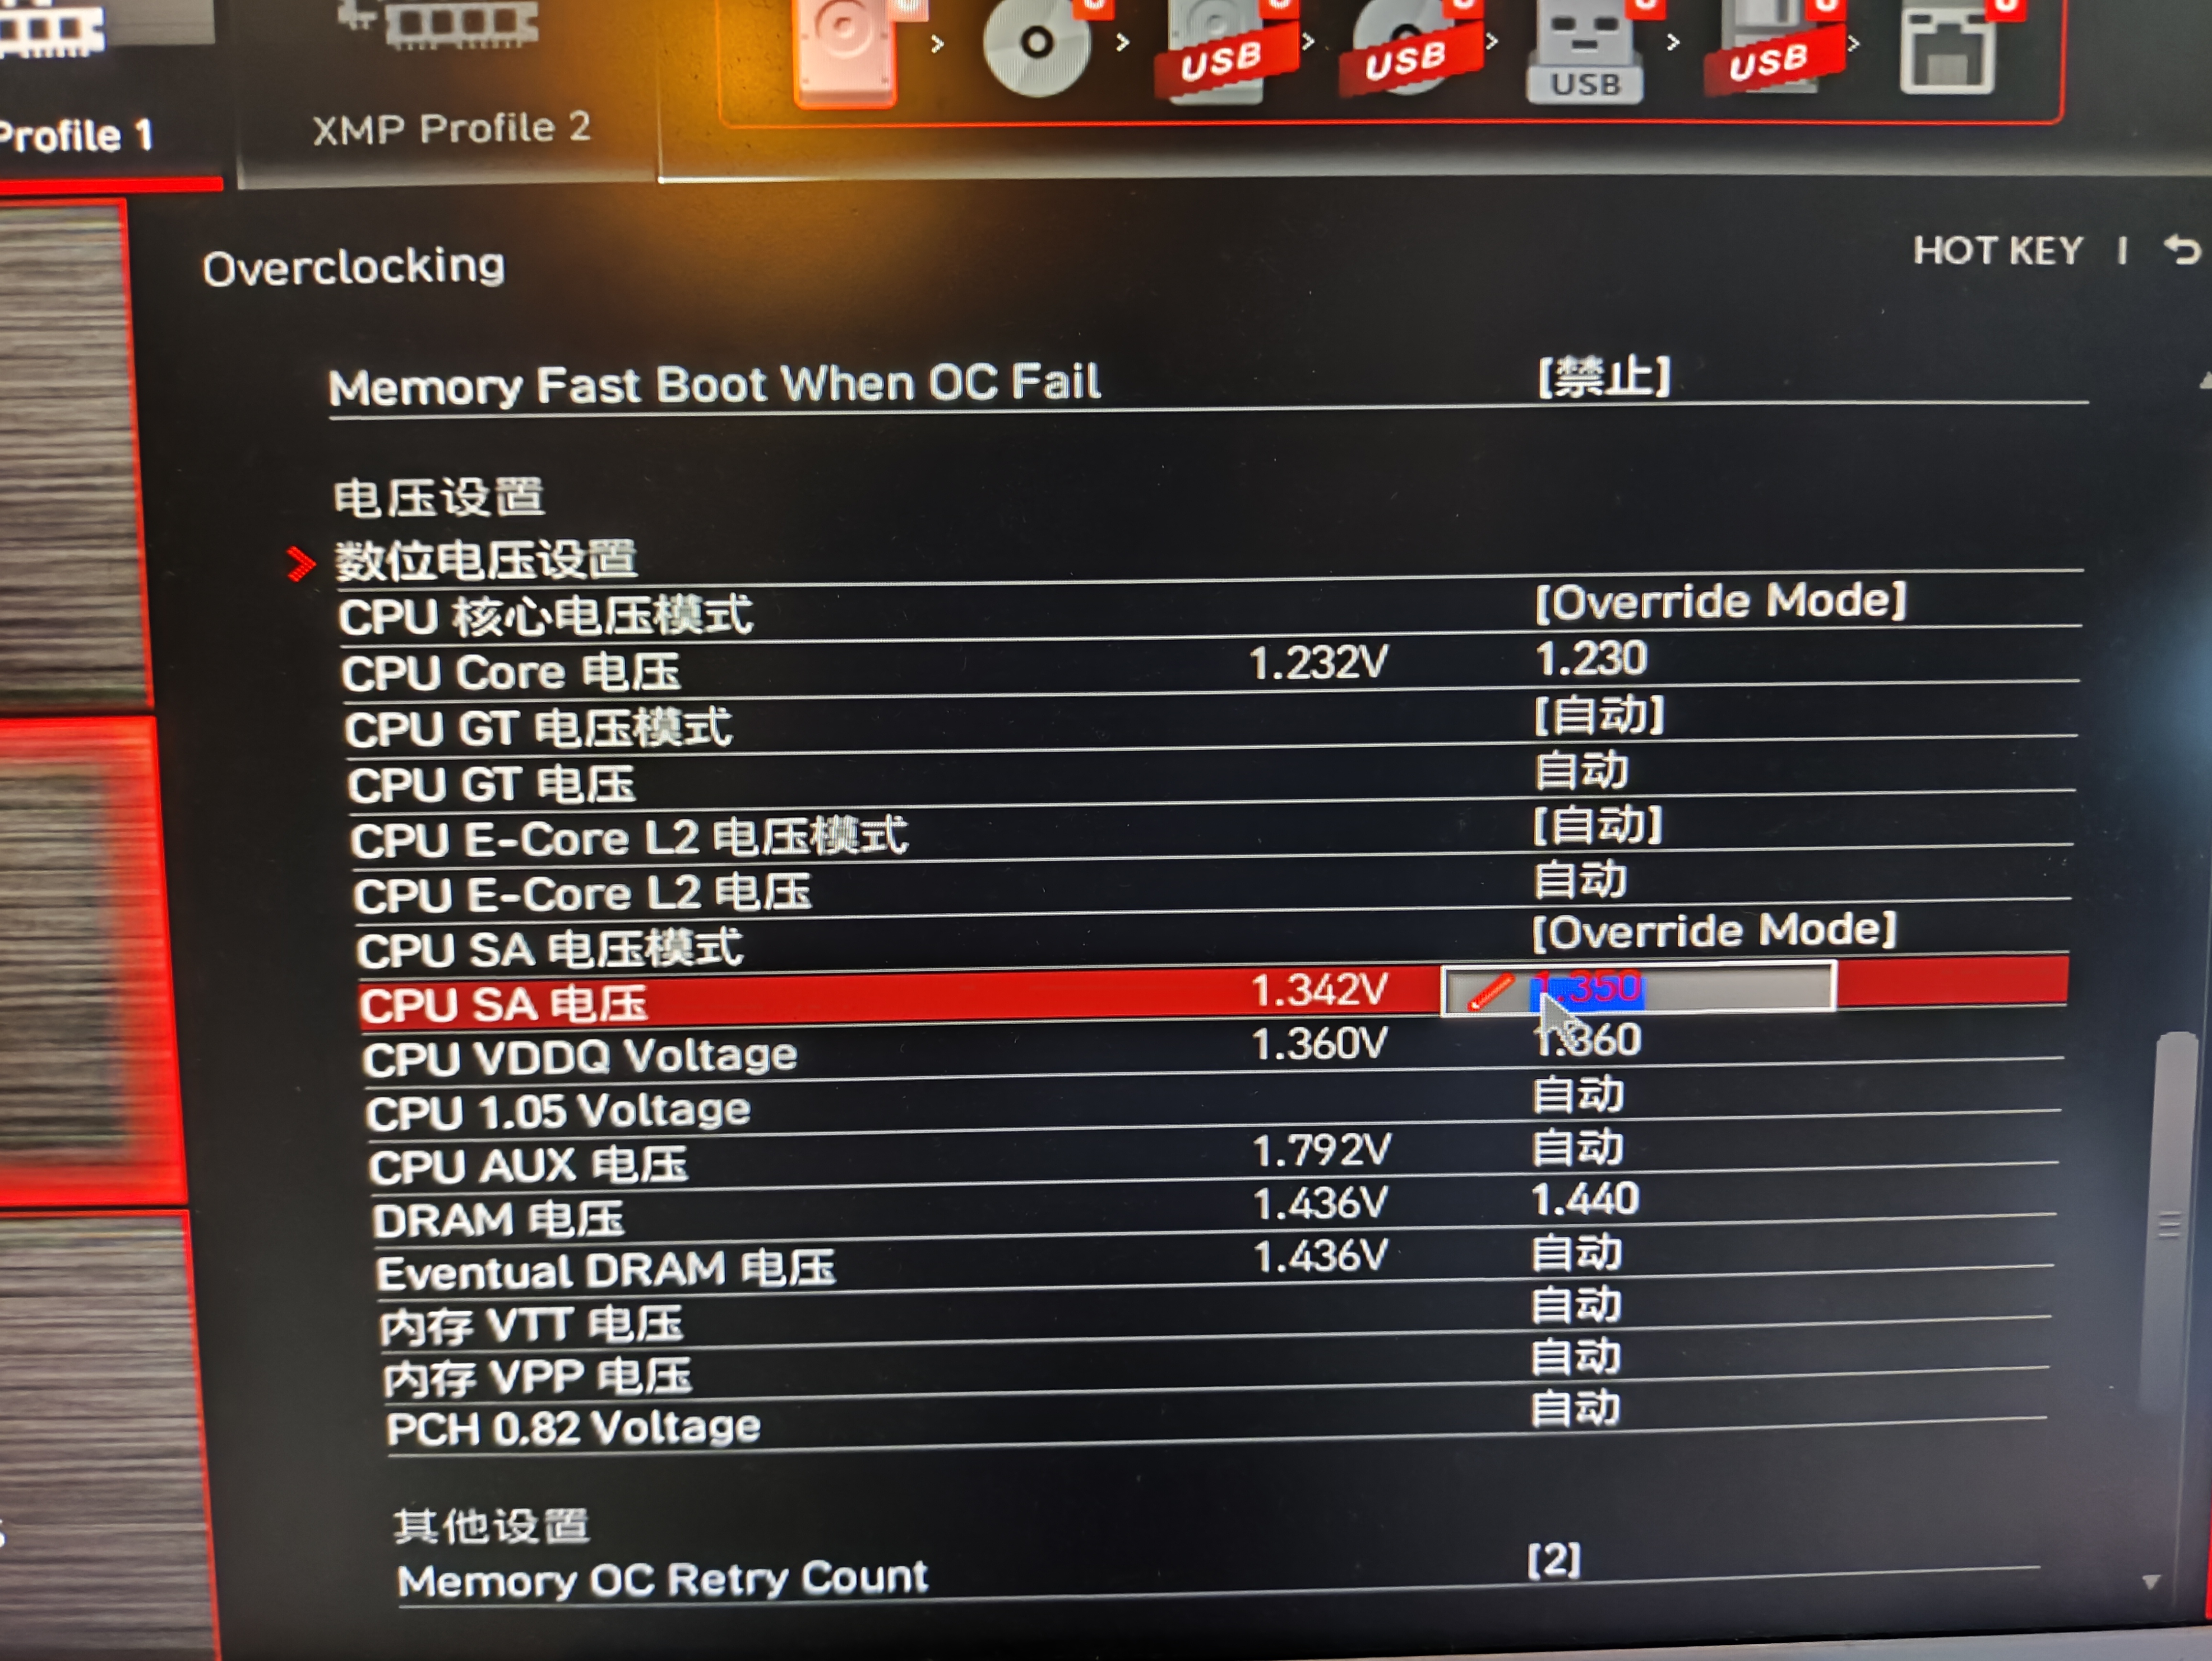 USB
USB
USB
USB
Profile 1
XMP Profile 2
Overclocking
HOT KEY |
Memory Fast Boot When OC Fail [禁止]
电压设置
数位电压设置
CPU 核心电压模式 [Override Mode]
CPU Core 电压 1.232V 1.230
CPU GT 电压模式 [自动]
CPU GT 电压 自动
CPU E-Core L2 电压模式 [自动]
CPU E-Core L2 电压 自动
CPU SA 电压模式 [Override Mode]
CPU SA 电压 1.342V 1.350
CPU VDDQ Voltage 1.360V 1.360
CPU 1.05 Voltage 自动
CPU AUX 电压 1.792V 自动
DRAM 电压 1.436V 1.440
Eventual DRAM 电压 1.436V 自动
内存 VTT 电压 自动
内存 VPP 电压 自动
PCH 0.82 Voltage 自动
其他设置
Memory OC Retry Count [2]